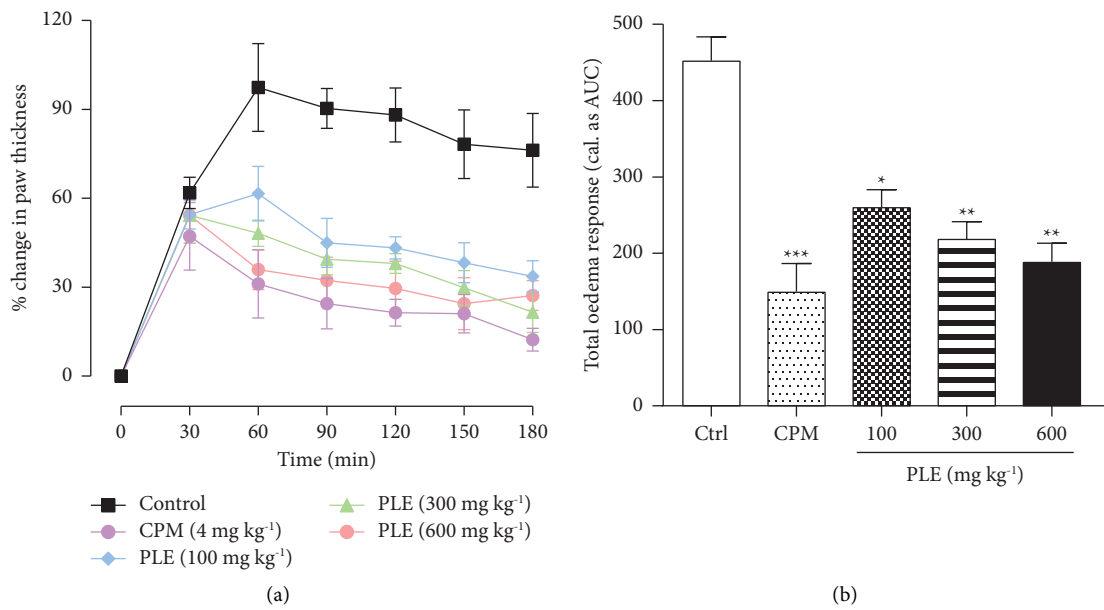 120
90
60
30
0
% change in paw thickness
0 30 60 90 120 150 180
Time (min)
Control
CPM (4 mg kg⁻¹)
PLE (100 mg kg⁻¹)
PLE (300 mg kg⁻¹)
PLE (600 mg kg⁻¹)
(a)
500
400
300
200
100
0
Total oedema response (cal. as AUC)
***
*
**
**
Ctrl CPM 100 300 600
PLE (mg kg⁻¹)
(b)